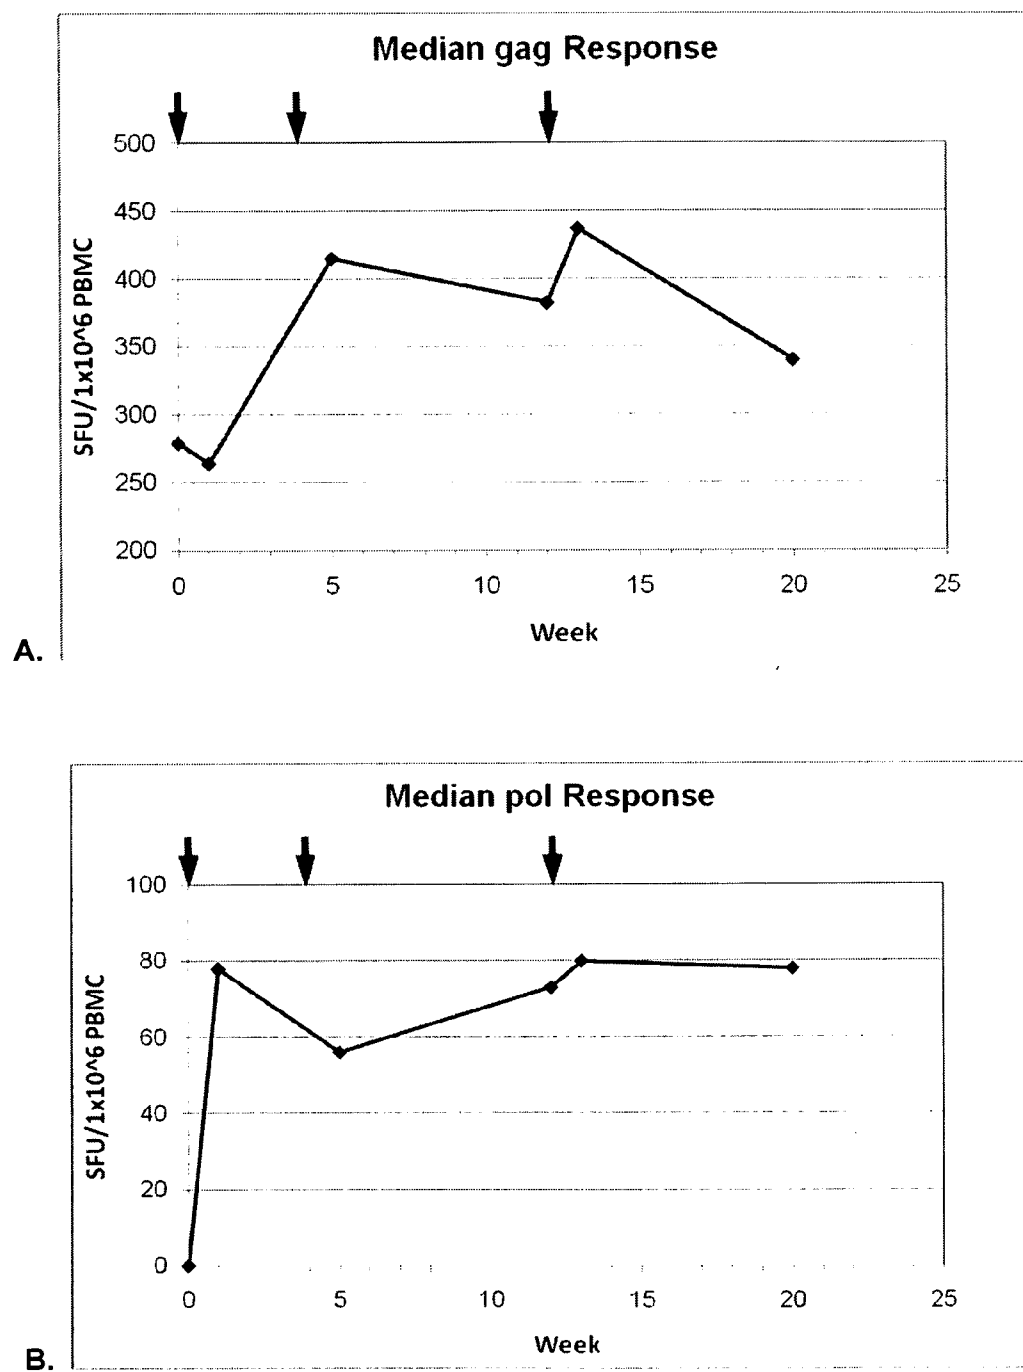 Median gag Response
500
450
400
350
300
250
200
SFU/1x10^6 PBMC
0 5 10 15 20 25
Week
A.
Median pol Response
100
80
60
40
20
0
SFU/1x10^6 PBMC
0 5 10 15 20 25
Week
B.